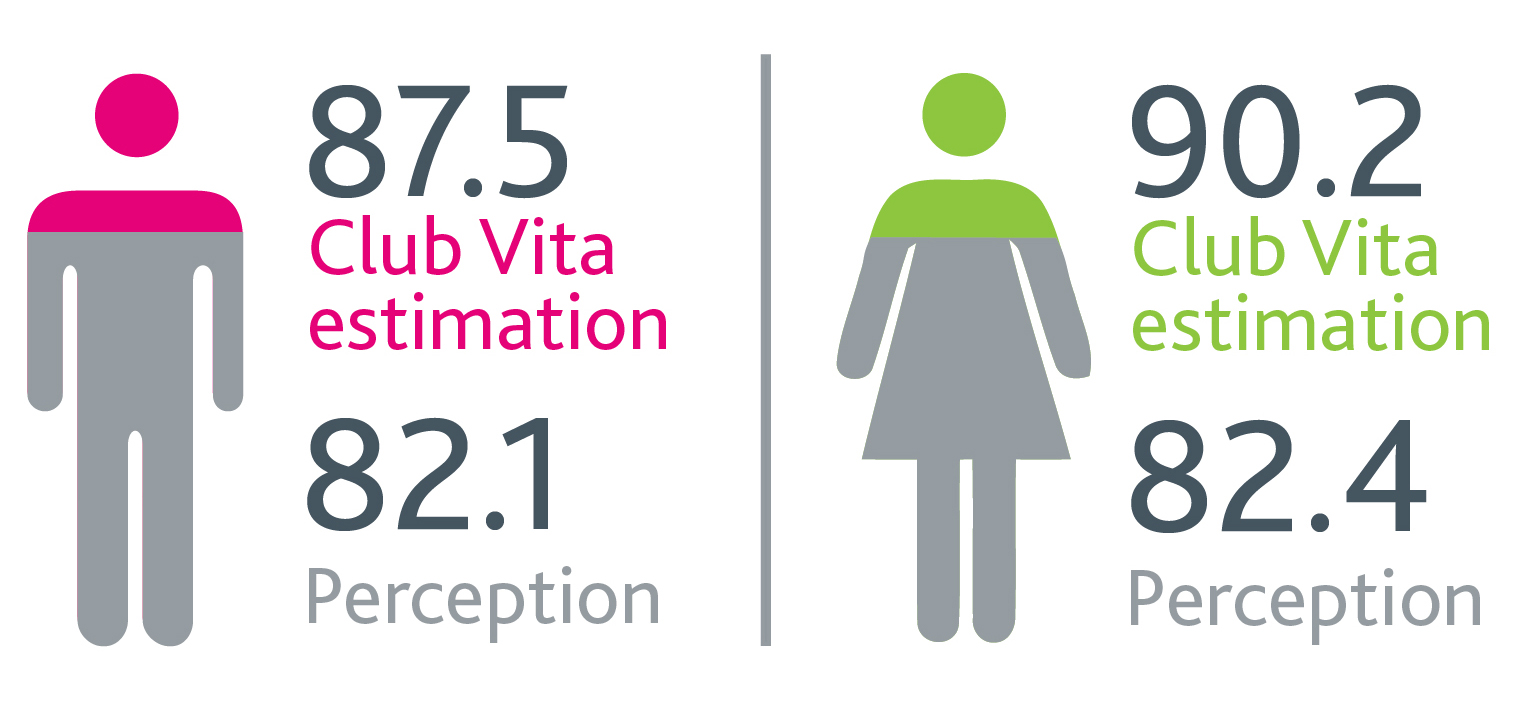 87.5
Club Vita
estimation
82.1
Perception
90.2
Club Vita
estimation
82.4
Perception